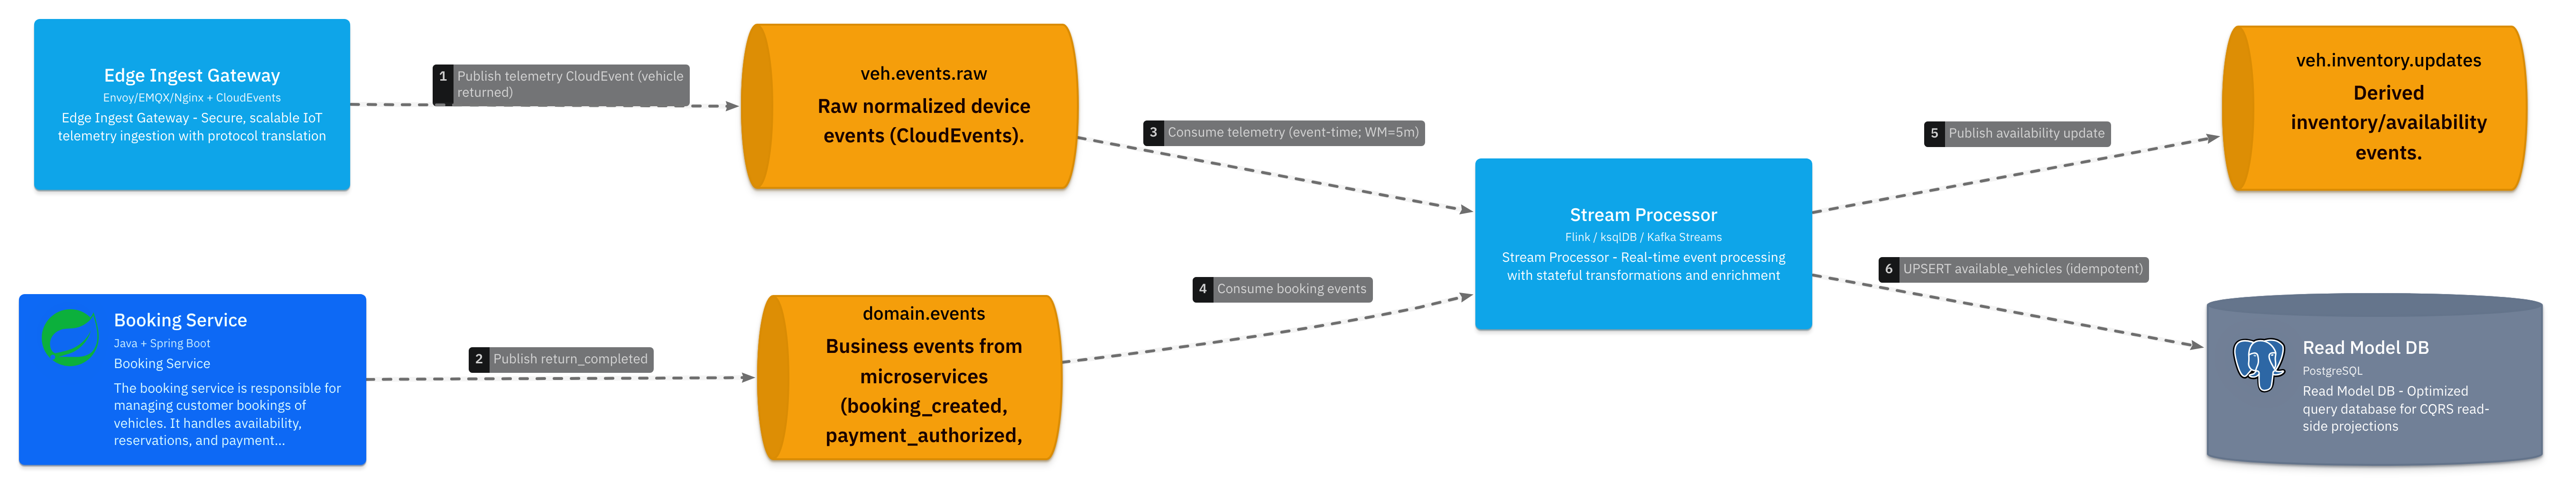 Edge Ingest Gateway
Envoy/EMQX/Nginx + CloudEvents
Edge Ingest Gateway - Secure, scalable IoT
telemetry ingestion with protocol translation
1 Publish telemetry CloudEvent (vehicle
returned)
veh.events.raw
Raw normalized device
events (CloudEvents).
3 Consume telemetry (event-time; WM=5m)
Booking Service
Java + Spring Boot
Booking Service
The booking service is responsible for
managing customer bookings of
vehicles. It handles availability,
reservations, and payment...
2 Publish return_completed
domain.events
Business events from
microservices
(booking_created,
payment_authorized,
4 Consume booking events
Stream Processor
Flink / ksqlDB / Kafka Streams
Stream Processor - Real-time event processing
with stateful transformations and enrichment
5 Publish availability update
veh.inventory.updates
Derived
inventory/availability
events.
6 UPSERT available_vehicles (idempotent)
Read Model DB
PostgreSQL
Read Model DB - Optimized
query database for CQRS read-
side projections